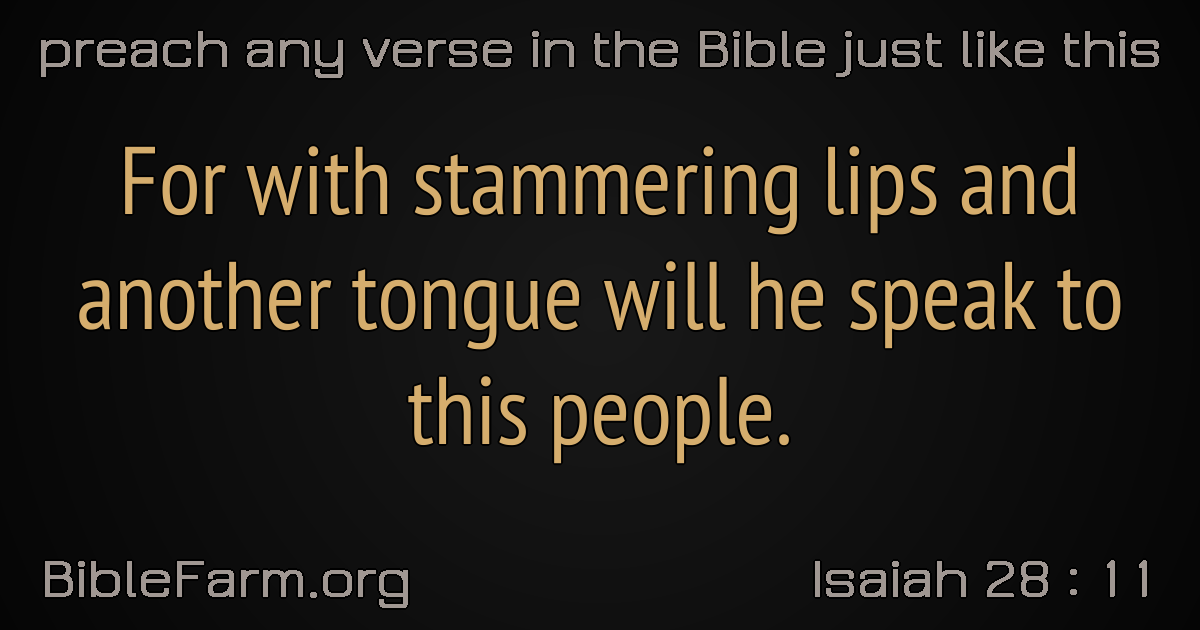 preach any verse in the Bible just like this
For with stammering lips and
another tongue will he speak to
this people.
BibleFarm.org
Isaiah 28 : 11